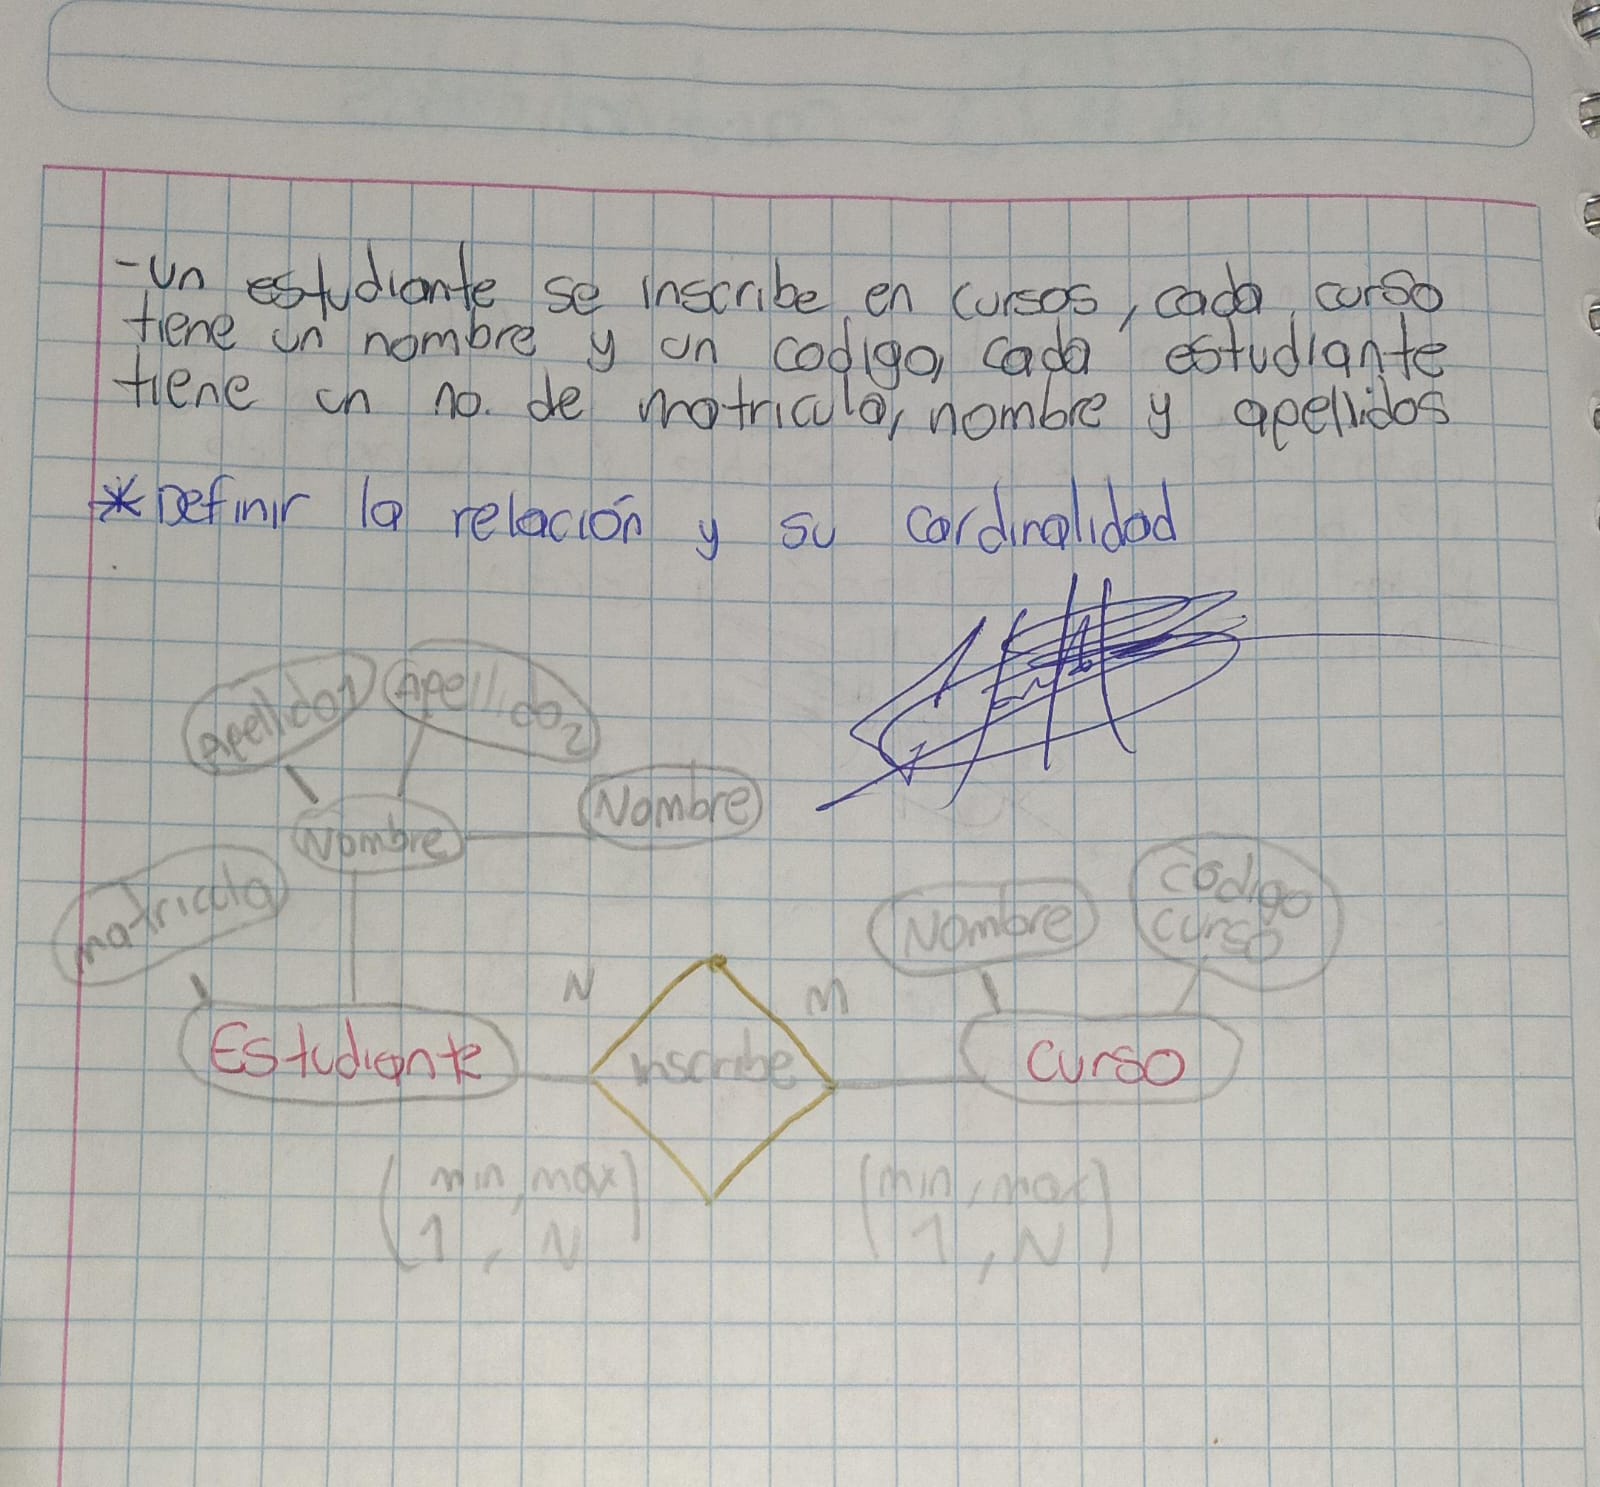 -un estudiante se inscribe en cursos, cada curso
tiene un nombre y un codigo, cada estudiante
tiene un no. de matricula, nombre y apellidos
*Definir la relación y su cardinalidad
Apellido1 Apellido2
Nombre Nombre
matricula
Nombre codigo
curso
N M
Estudiante inscribe curso
(min, max) (min, max)
1, N 1, N